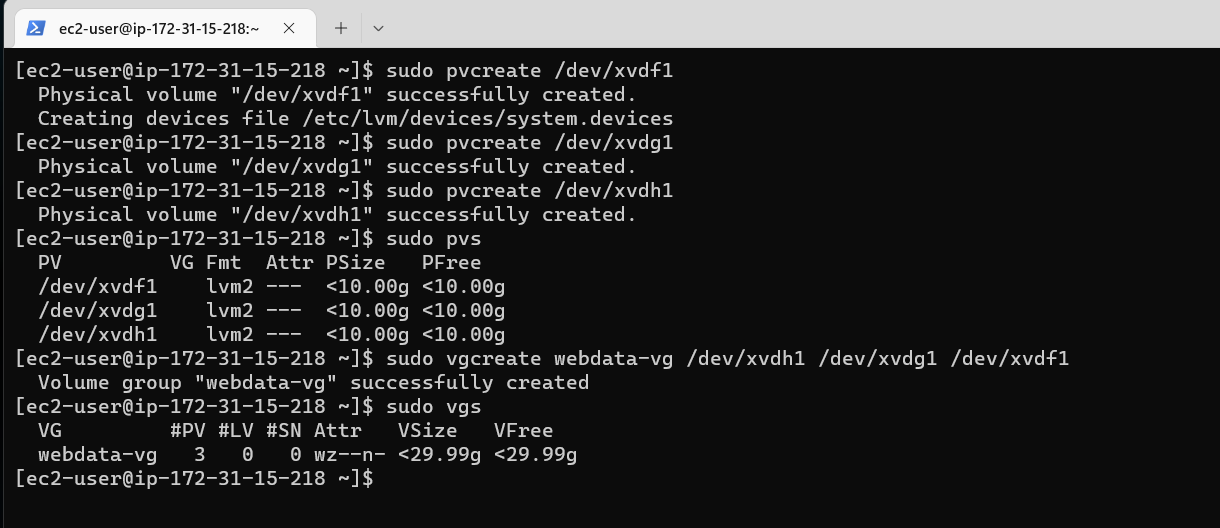 ec2-user@ip-172-31-15-218:~
[ec2-user@ip-172-31-15-218 ~]$ sudo pvcreate /dev/xvdf1
  Physical volume "/dev/xvdf1" successfully created.
  Creating devices file /etc/lvm/devices/system.devices
[ec2-user@ip-172-31-15-218 ~]$ sudo pvcreate /dev/xvdg1
  Physical volume "/dev/xvdg1" successfully created.
[ec2-user@ip-172-31-15-218 ~]$ sudo pvcreate /dev/xvdh1
  Physical volume "/dev/xvdh1" successfully created.
[ec2-user@ip-172-31-15-218 ~]$ sudo pvs
  PV         VG Fmt  Attr PSize   PFree
  /dev/xvdf1    lvm2 ---  <10.00g <10.00g
  /dev/xvdg1    lvm2 ---  <10.00g <10.00g
  /dev/xvdh1    lvm2 ---  <10.00g <10.00g
[ec2-user@ip-172-31-15-218 ~]$ sudo vgcreate webdata-vg /dev/xvdh1 /dev/xvdg1 /dev/xvdf1
  Volume group "webdata-vg" successfully created
[ec2-user@ip-172-31-15-218 ~]$ sudo vgs
  VG         #PV #LV #SN Attr   VSize   VFree
  webdata-vg   3   0   0 wz--n- <29.99g <29.99g
[ec2-user@ip-172-31-15-218 ~]$